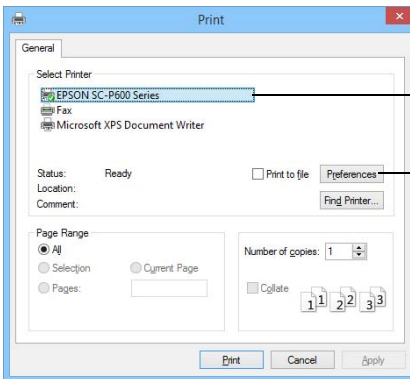 Print
General
Select Printer
EPSON SC-P600 Series
Fax
Microsoft XPS Document Writer
Status: Ready
Print to file
Preferences
Location:
Comment:
Find Printer...
Page Range
All
Selection
Current Page
Pages:
Number of copies: 1
Collate
1 1 2 2 3 3
Print
Cancel
Apply